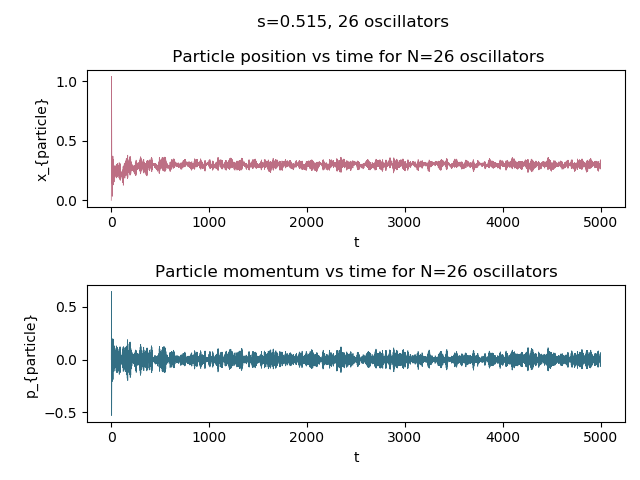 s=0.515, 26 oscillators
Particle position vs time for N=26 oscillators
1.0
0.5
0.0
x_{particle}
0 1000 2000 3000 4000 5000
t
Particle momentum vs time for N=26 oscillators
0.5
0.0
−0.5
p_{particle}
0 1000 2000 3000 4000 5000
t